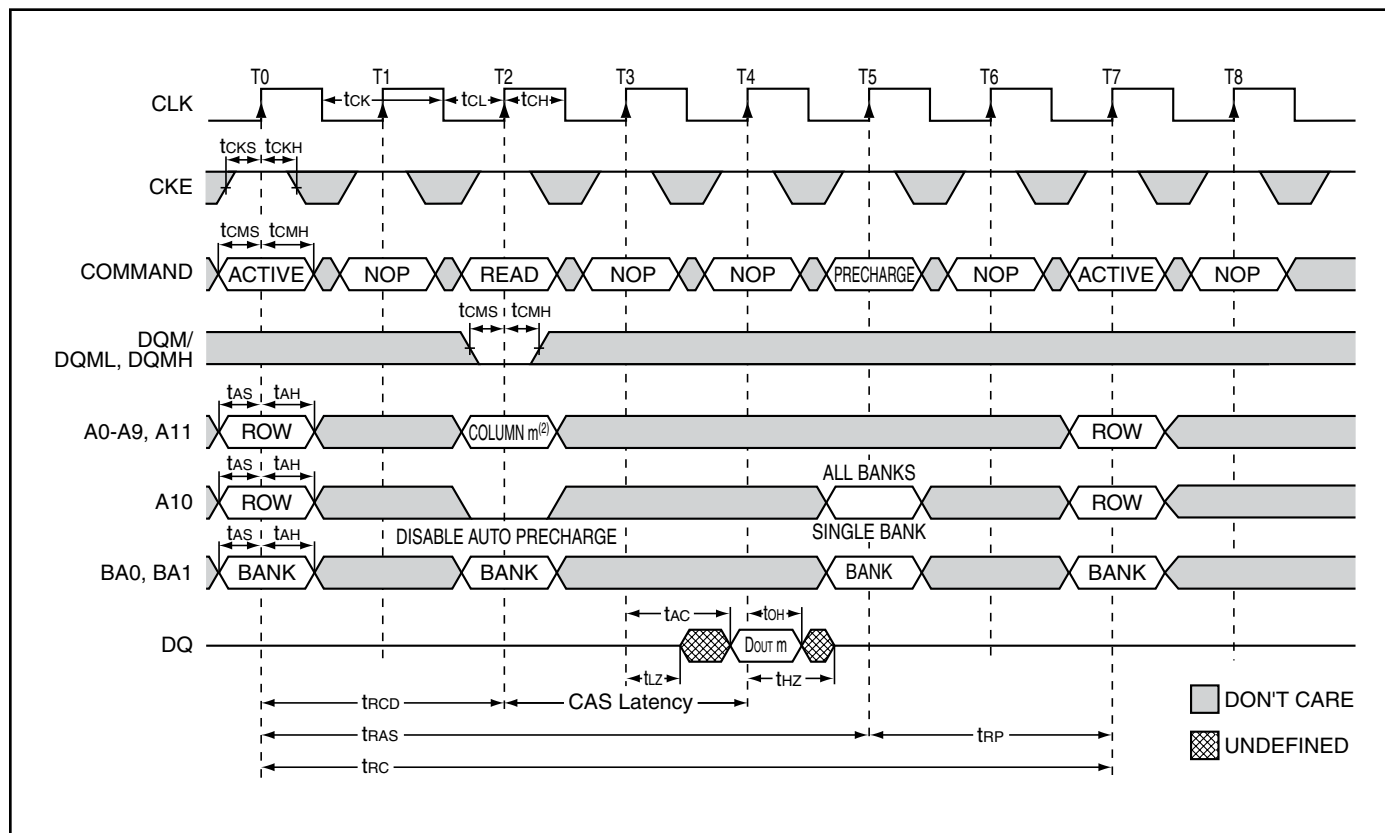 T0 T1 T2 T3 T4 T5 T6 T7 T8
CLK tCK tCL tCH
tCKS tCKH
CKE
tCMS tCMH
COMMAND ACTIVE NOP READ NOP NOP PRECHARGE NOP ACTIVE NOP
tCMS tCMH
DQM/
DQML, DQMH
tAS tAH
A0-A9, A11 ROW COLUMN m(2) ROW
tAS tAH ALL BANKS
A10 ROW ROW
DISABLE AUTO PRECHARGE SINGLE BANK
tAS tAH
BA0, BA1 BANK BANK BANK BANK
tAC tOH
DQ DOUT m
tLZ tHZ
tRCD CAS Latency
DON'T CARE
tRAS tRP
UNDEFINED
tRC